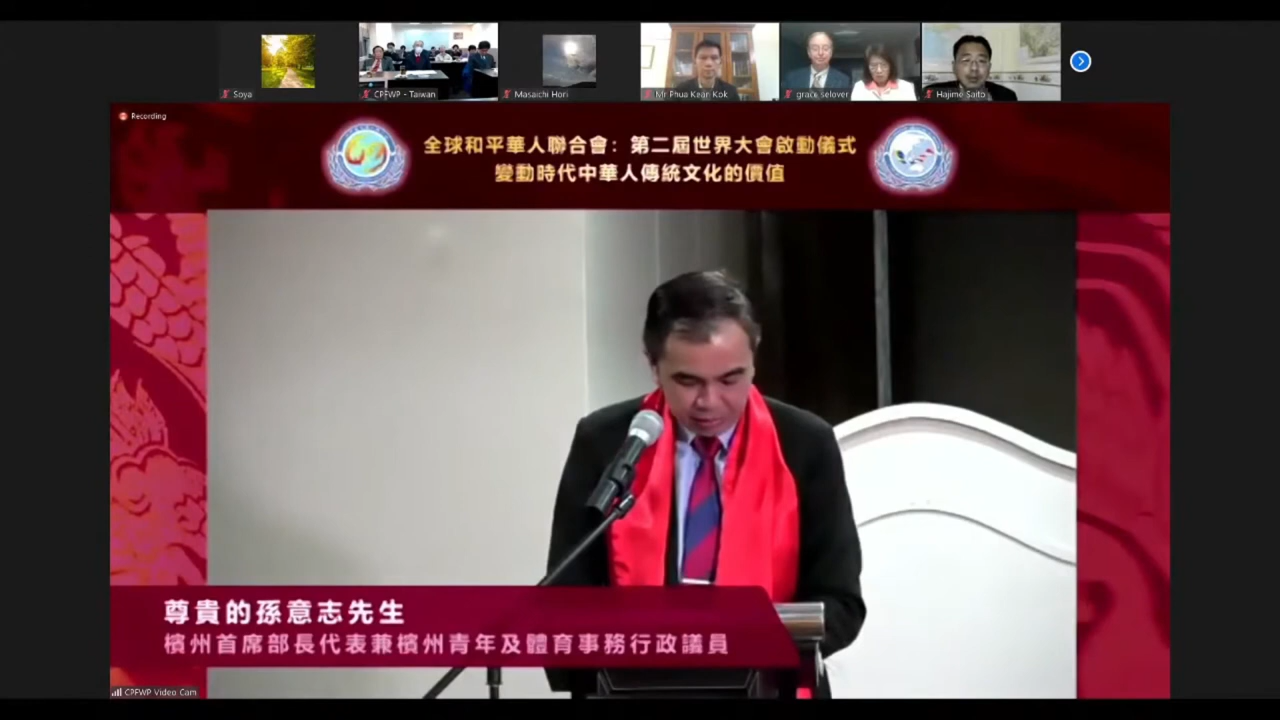 Soya
CPFWP - Taiwan
Masaichi Hori
Mr Phua Kean Kok
grace selover
Hajime Saito
Recording
全球和平華人聯合會：第二屆世界大會啟動儀式
變動時代中華人傳統文化的價值
尊貴的孫意志先生
檳州首席部長代表兼檳州青年及體育事務行政議員
CPFWP Video Cam